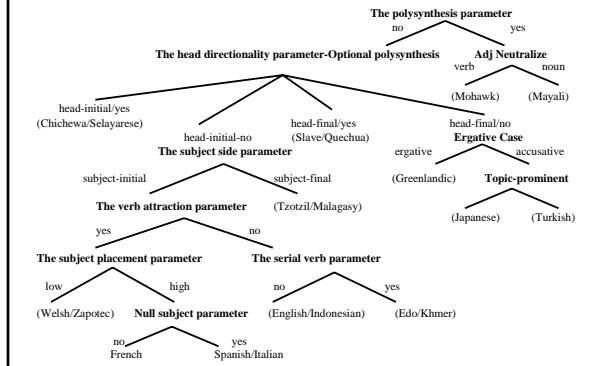 The polysynthesis parameter
no yes
The head directionality parameter-Optional polysynthesis Adj Neutralize
verb noun
(Mohawk) (Mayali)
head-initial/yes head-final/yes head-final/no
(Chichewa/Selayarese) head-initial-no (Slave/Quechua) Ergative Case
The subject side parameter ergative accusative
subject-initial subject-final (Greenlandic) Topic-prominent
The verb attraction parameter (Tzotzil/Malagasy)
(Japanese) (Turkish)
yes no
The subject placement parameter The serial verb parameter
low high no yes
(Welsh/Zapotec) Null subject parameter (English/Indonesian) (Edo/Khmer)
no yes
French Spanish/Italian